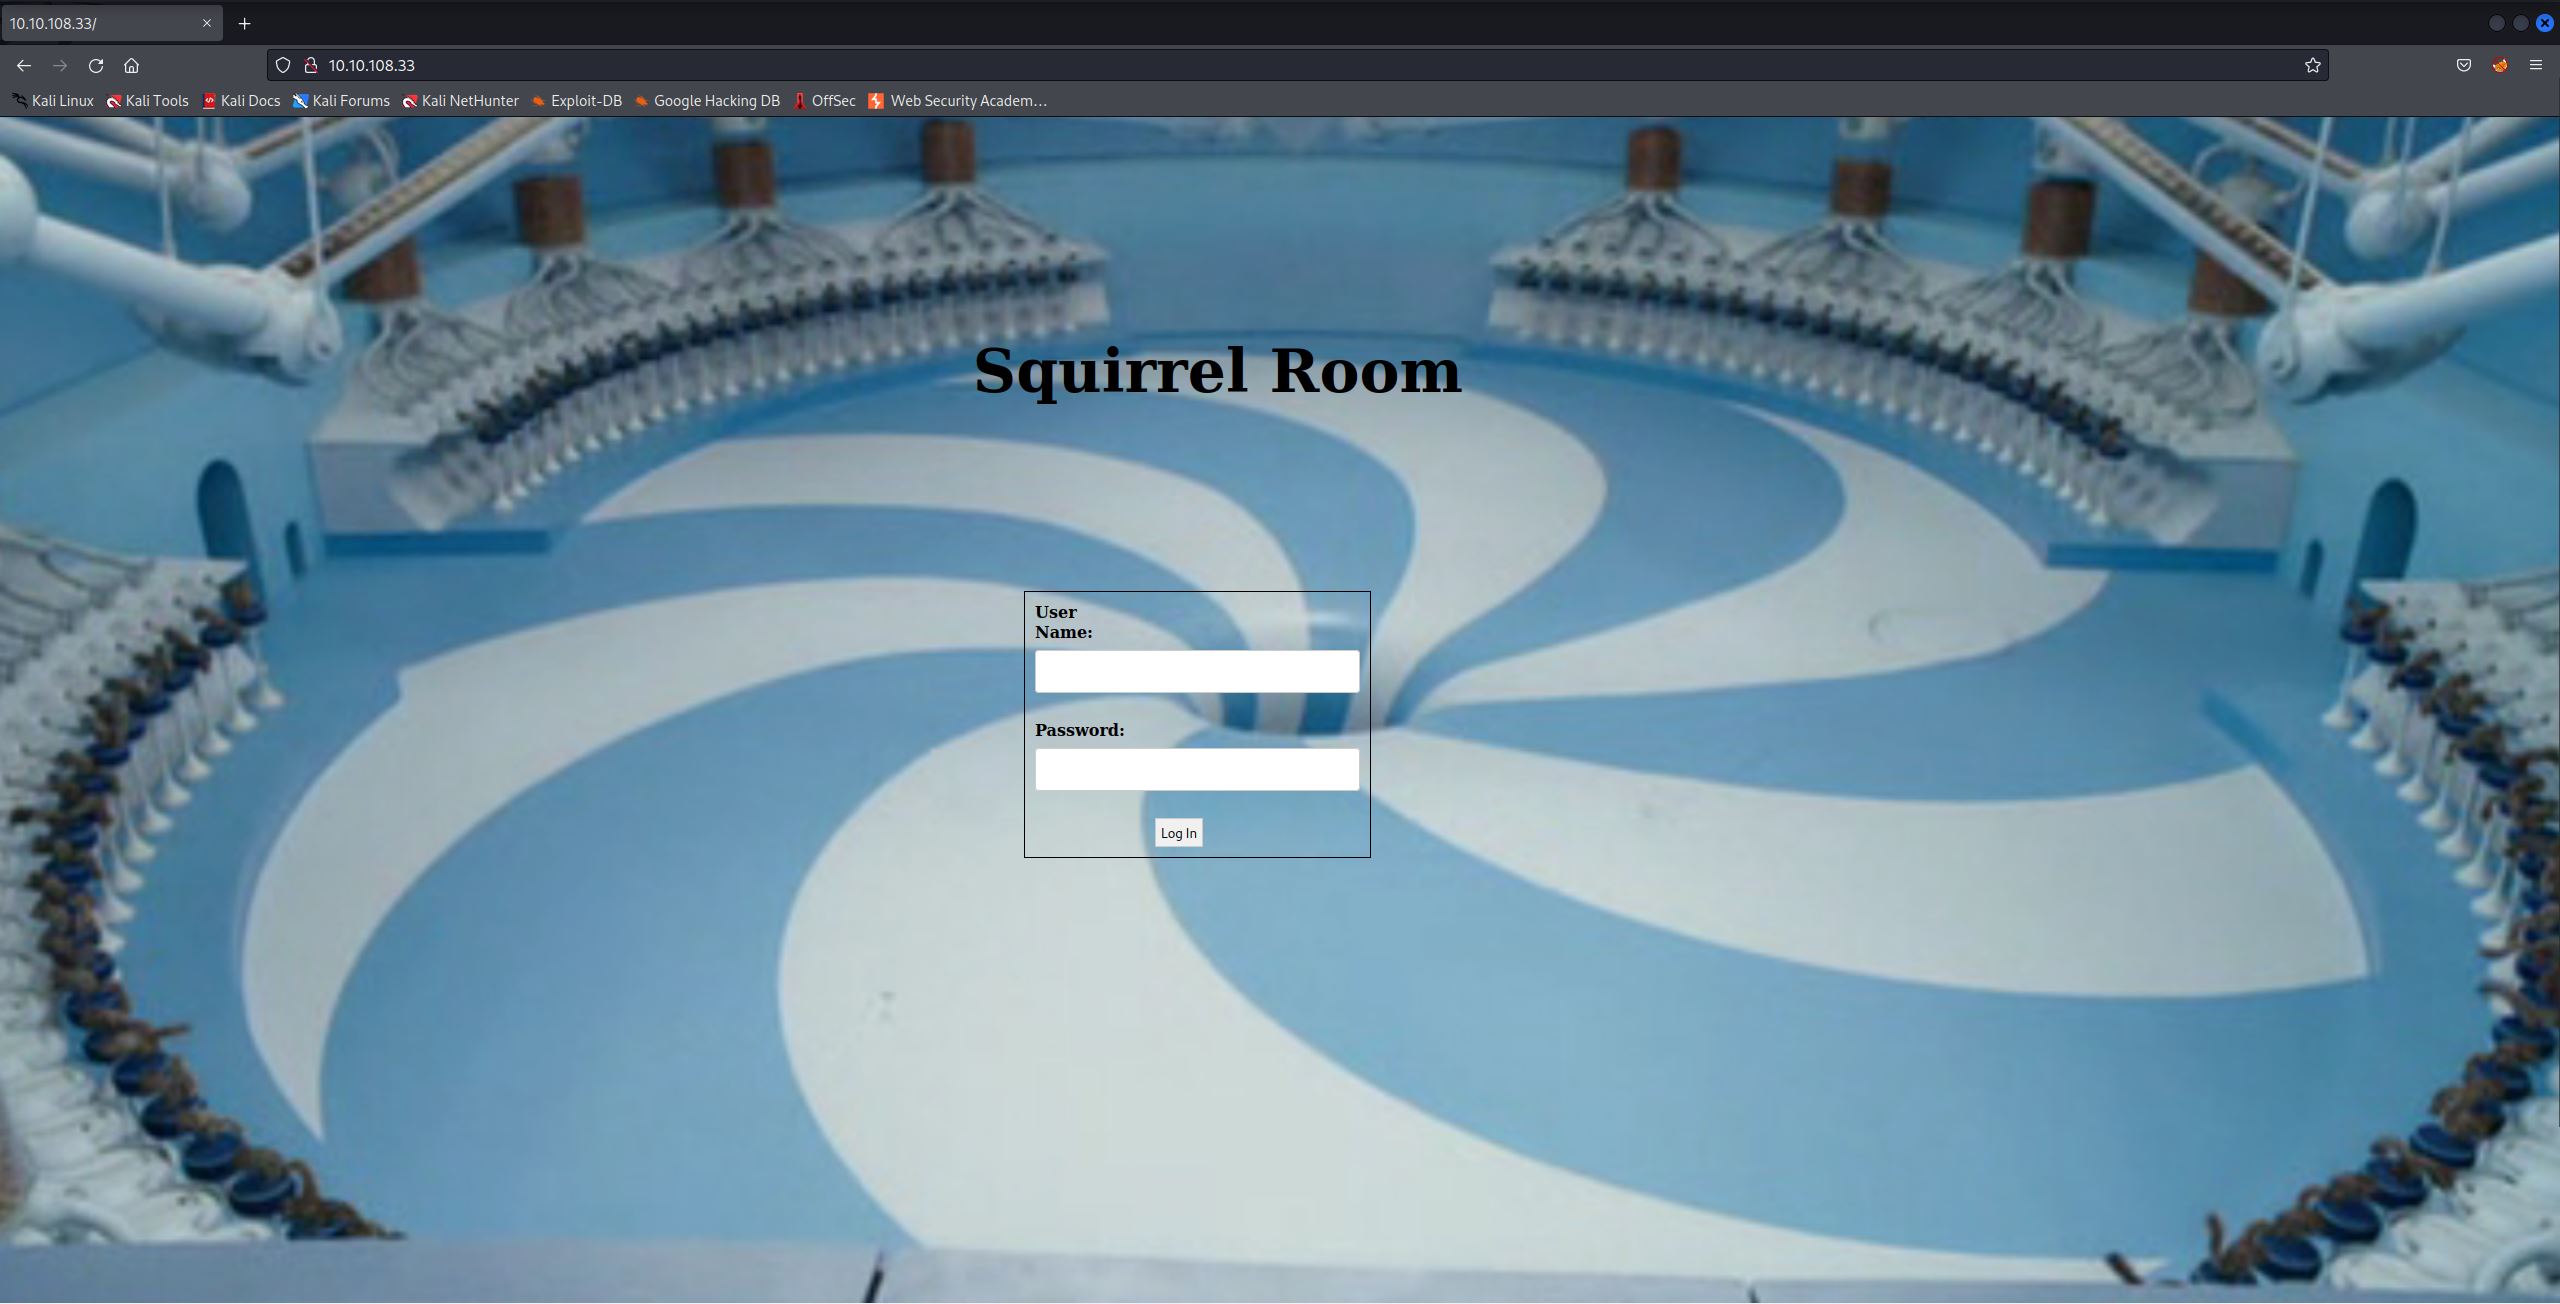 10.10.108.33/
10.10.108.33
Kali Linux Kali Tools Kali Docs Kali Forums Kali NetHunter Exploit-DB Google Hacking DB OffSec Web Security Academ…
Squirrel Room
User
Name:
Password:
Log In